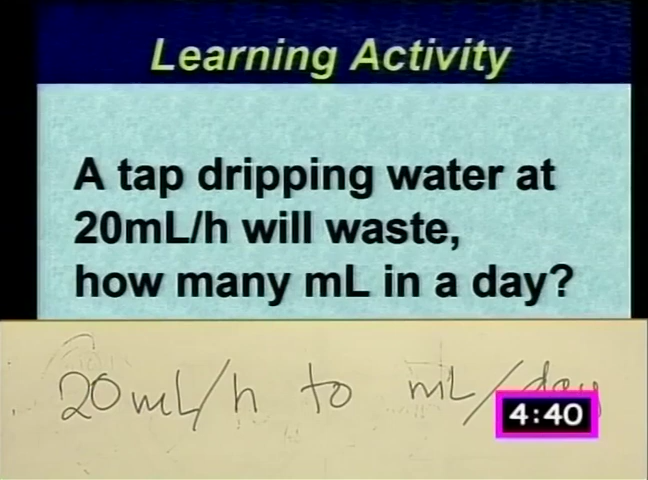 Learning Activity
A tap dripping water at
20mL/h will waste,
how many mL in a day?
20mL/h to mL/day
4:40